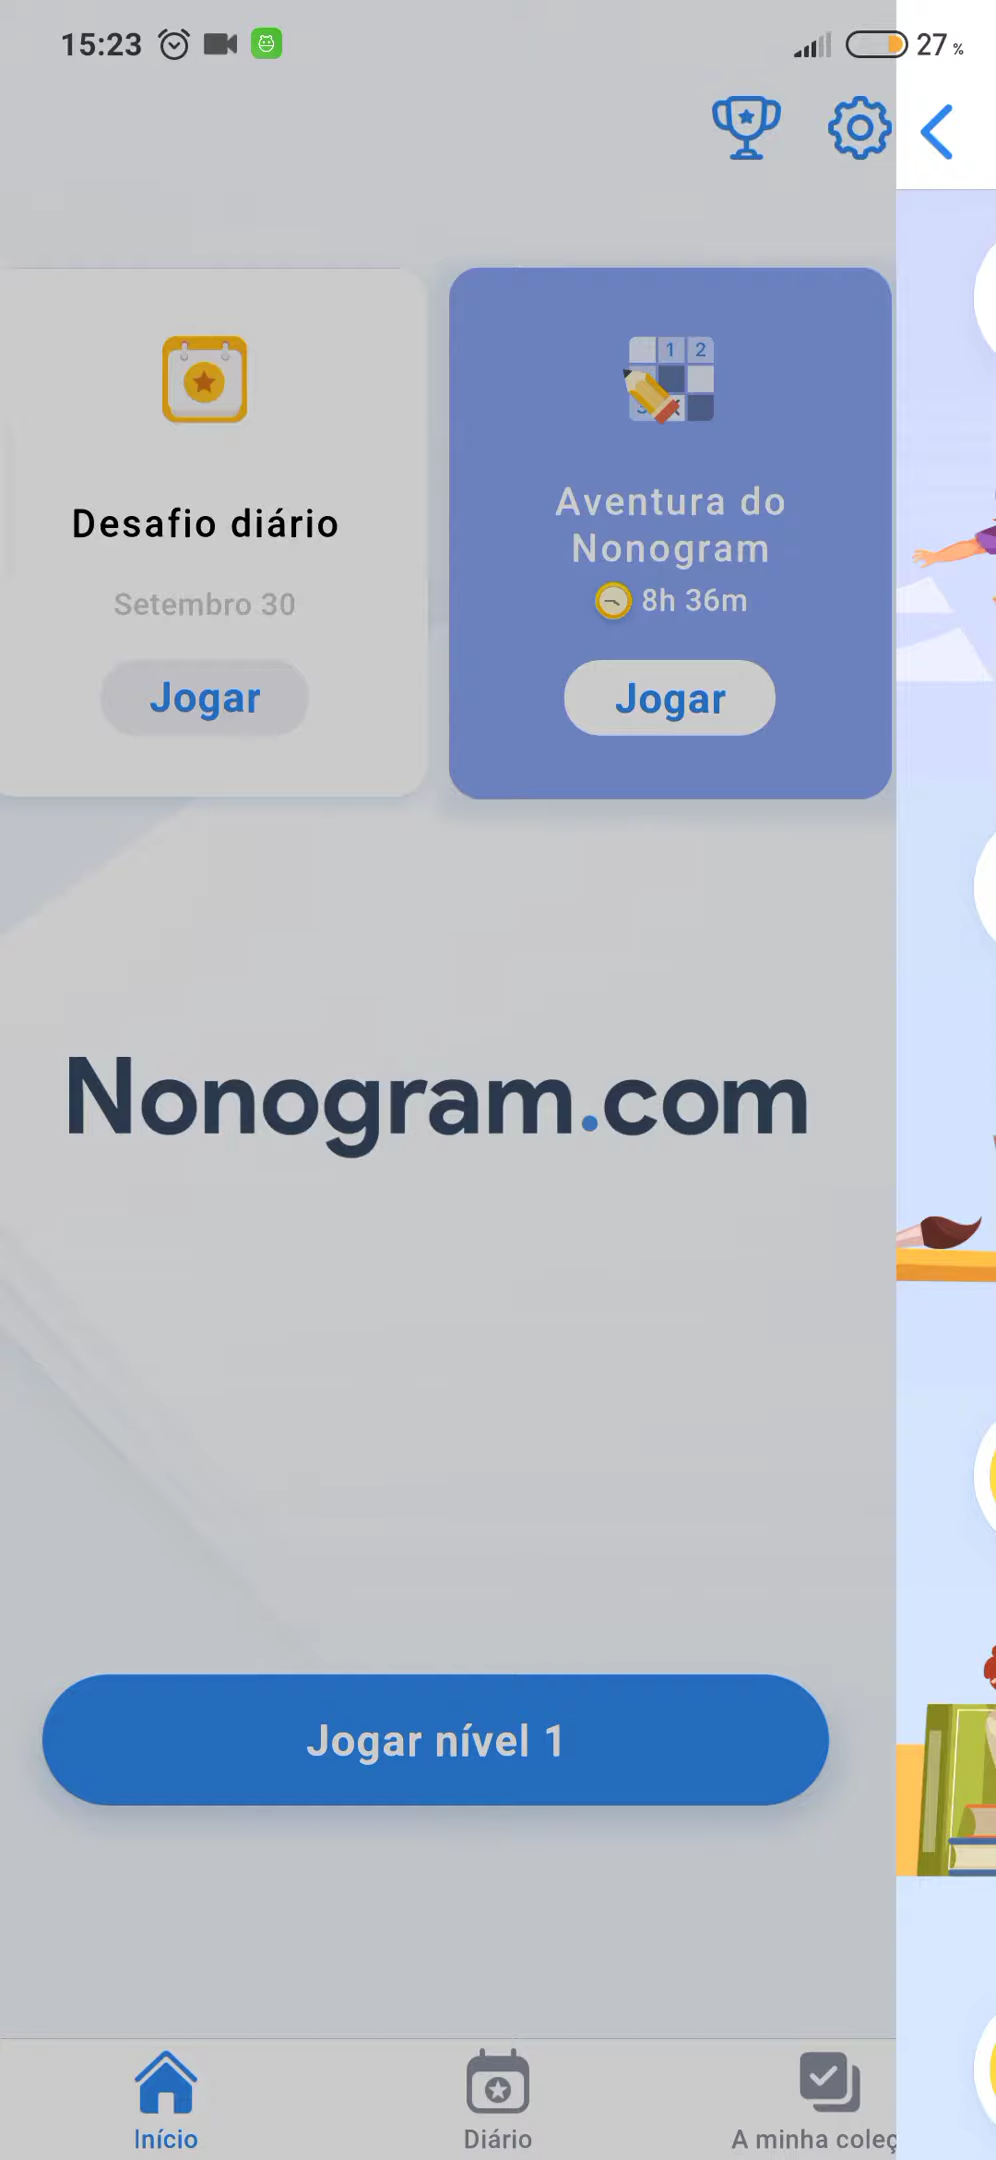 15:23
27 %
1 2
Desafio diário
Setembro 30
Jogar
Aventura do
Nonogram
8h 36m
Jogar
Nonogram.com
Jogar nível 1
Início
Diário
A minha coleç